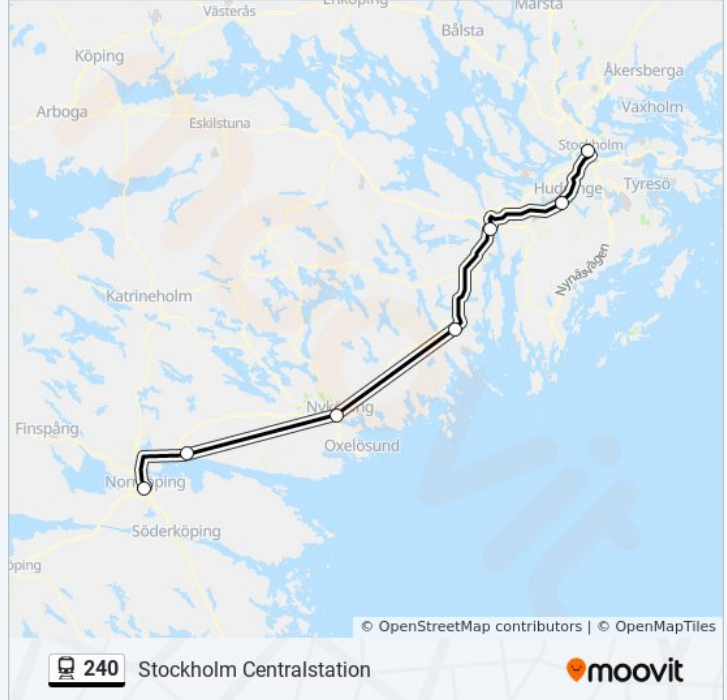 Enköping
Märsta
Västerås
Bålsta
Köping
Åkersberga
Arboga
Vaxholm
Eskilstuna
Stockholm
Huddinge
Tyresö
Nynäsvägen
Katrineholm
Nyköping
Finspång
Oxelösund
Norrköping
Söderköping
öping
© OpenStreetMap contributors | © OpenMapTiles
240 Stockholm Centralstation
moovit